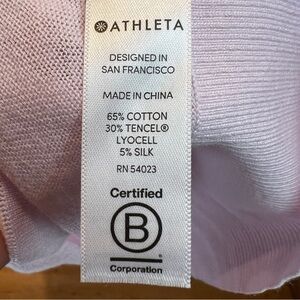 ATHLETA
DESIGNED IN
SAN FRANCISCO
MADE IN CHINA
65% COTTON
30% TENCEL®
LYOCELL
5% SILK
RN 54023
Certified
B
Corporation